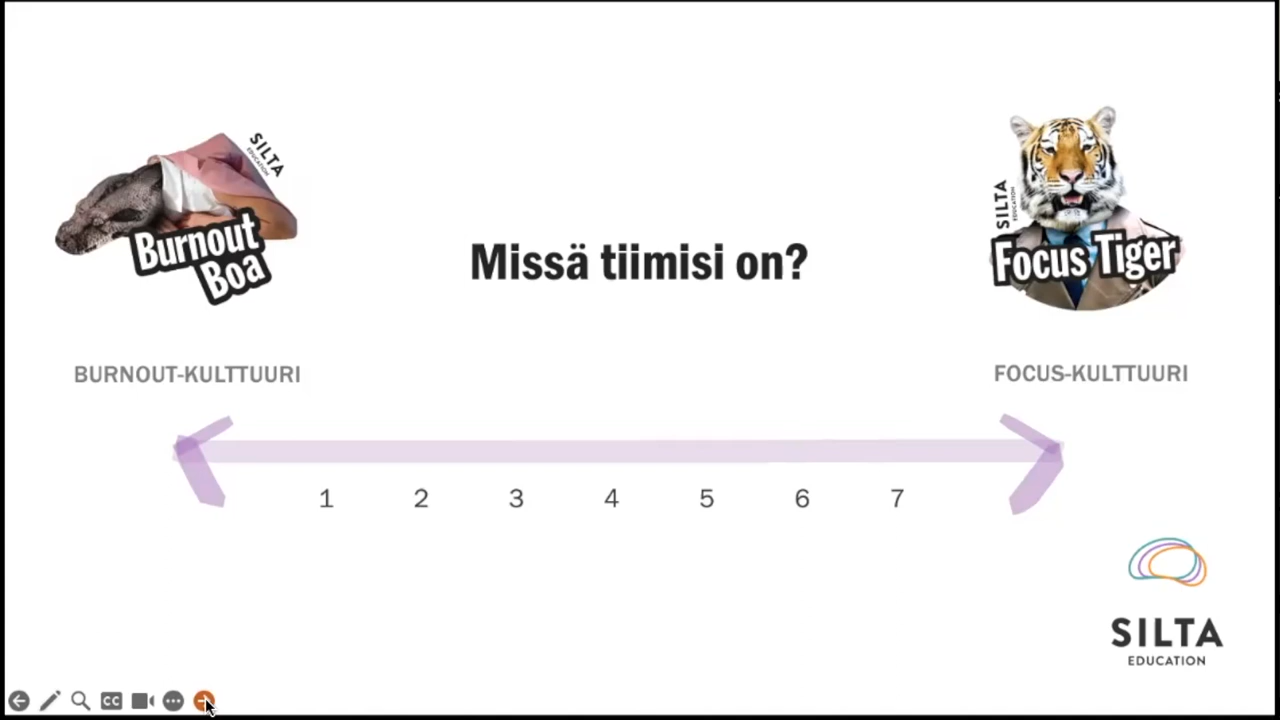 SILTA
EDUCATION
Burnout
Boa
Missä tiimisi on?
SILTA
EDUCATION
Focus Tiger
BURNOUT-KULTTUURI
FOCUS-KULTTUURI
1 2 3 4 5 6 7
SILTA
EDUCATION
CC